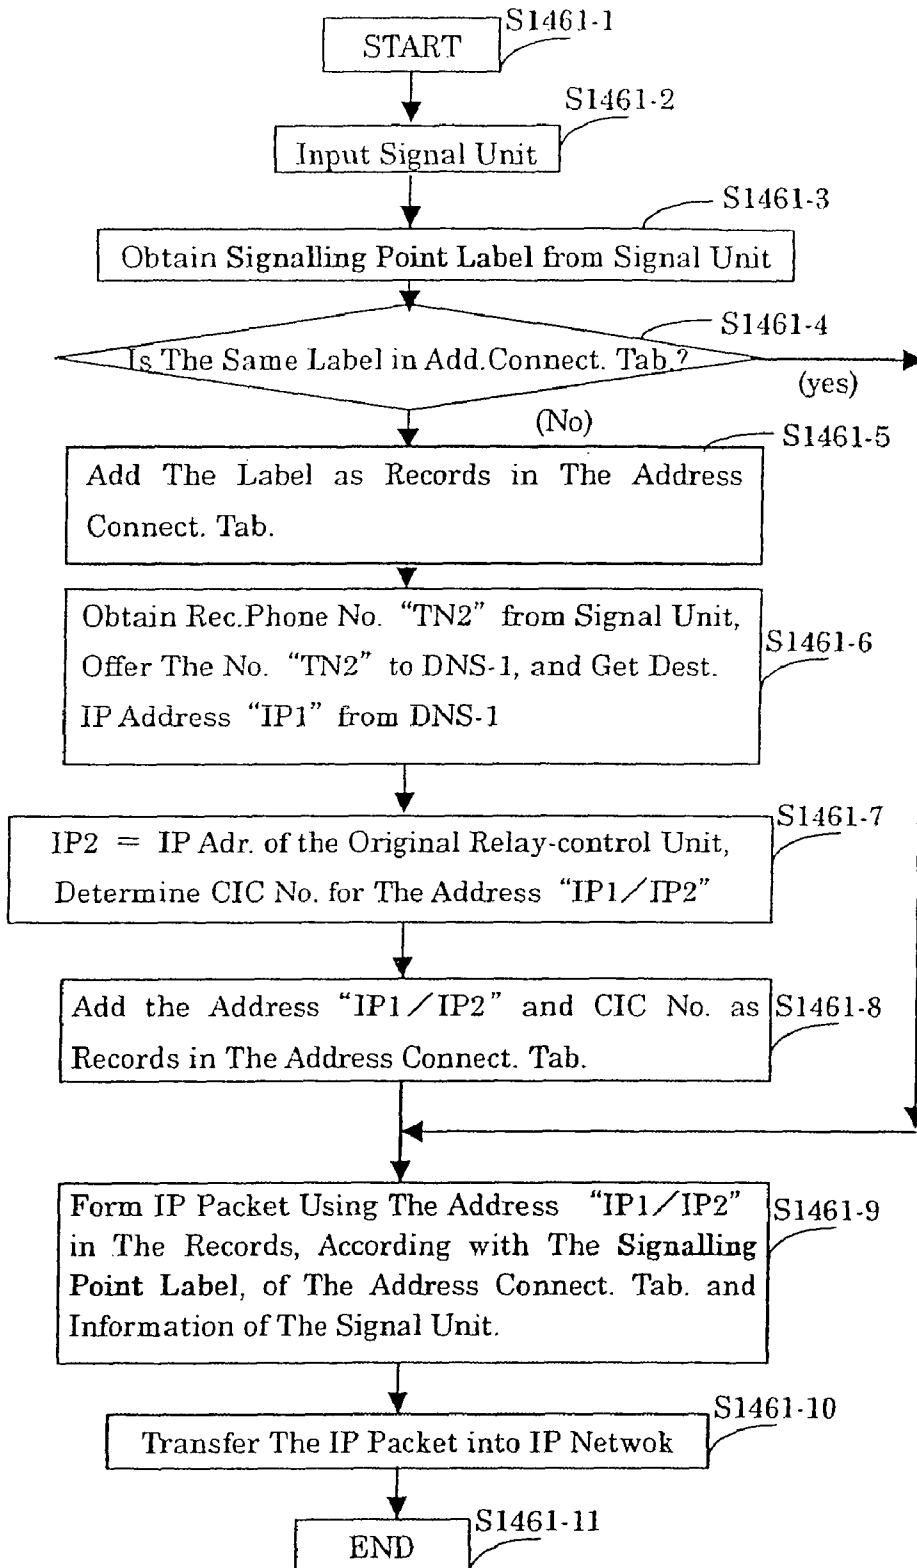 S1461-1
START
S1461-2
Input Signal Unit
S1461-3
Obtain Signalling Point Label from Signal Unit
S1461-4
Is The Same Label in Add.Connect. Tab.?
(yes)
(No)
S1461-5
Add The Label as Records in The Address
Connect. Tab.
Obtain Rec.Phone No. “TN2” from Signal Unit,
Offer The No. “TN2” to DNS-1, and Get Dest.
IP Address “IP1” from DNS-1
S1461-6
S1461-7
IP2 = IP Adr. of the Original Relay-control Unit,
Determine CIC No. for The Address “IP1/IP2”
Add the Address “IP1/IP2” and CIC No. as
Records in The Address Connect. Tab.
S1461-8
Form IP Packet Using The Address “IP1/IP2”
in The Records, According with The Signalling
Point Label, of The Address Connect. Tab. and
Information of The Signal Unit.
S1461-9
S1461-10
Transfer The IP Packet into IP Netwok
S1461-11
END